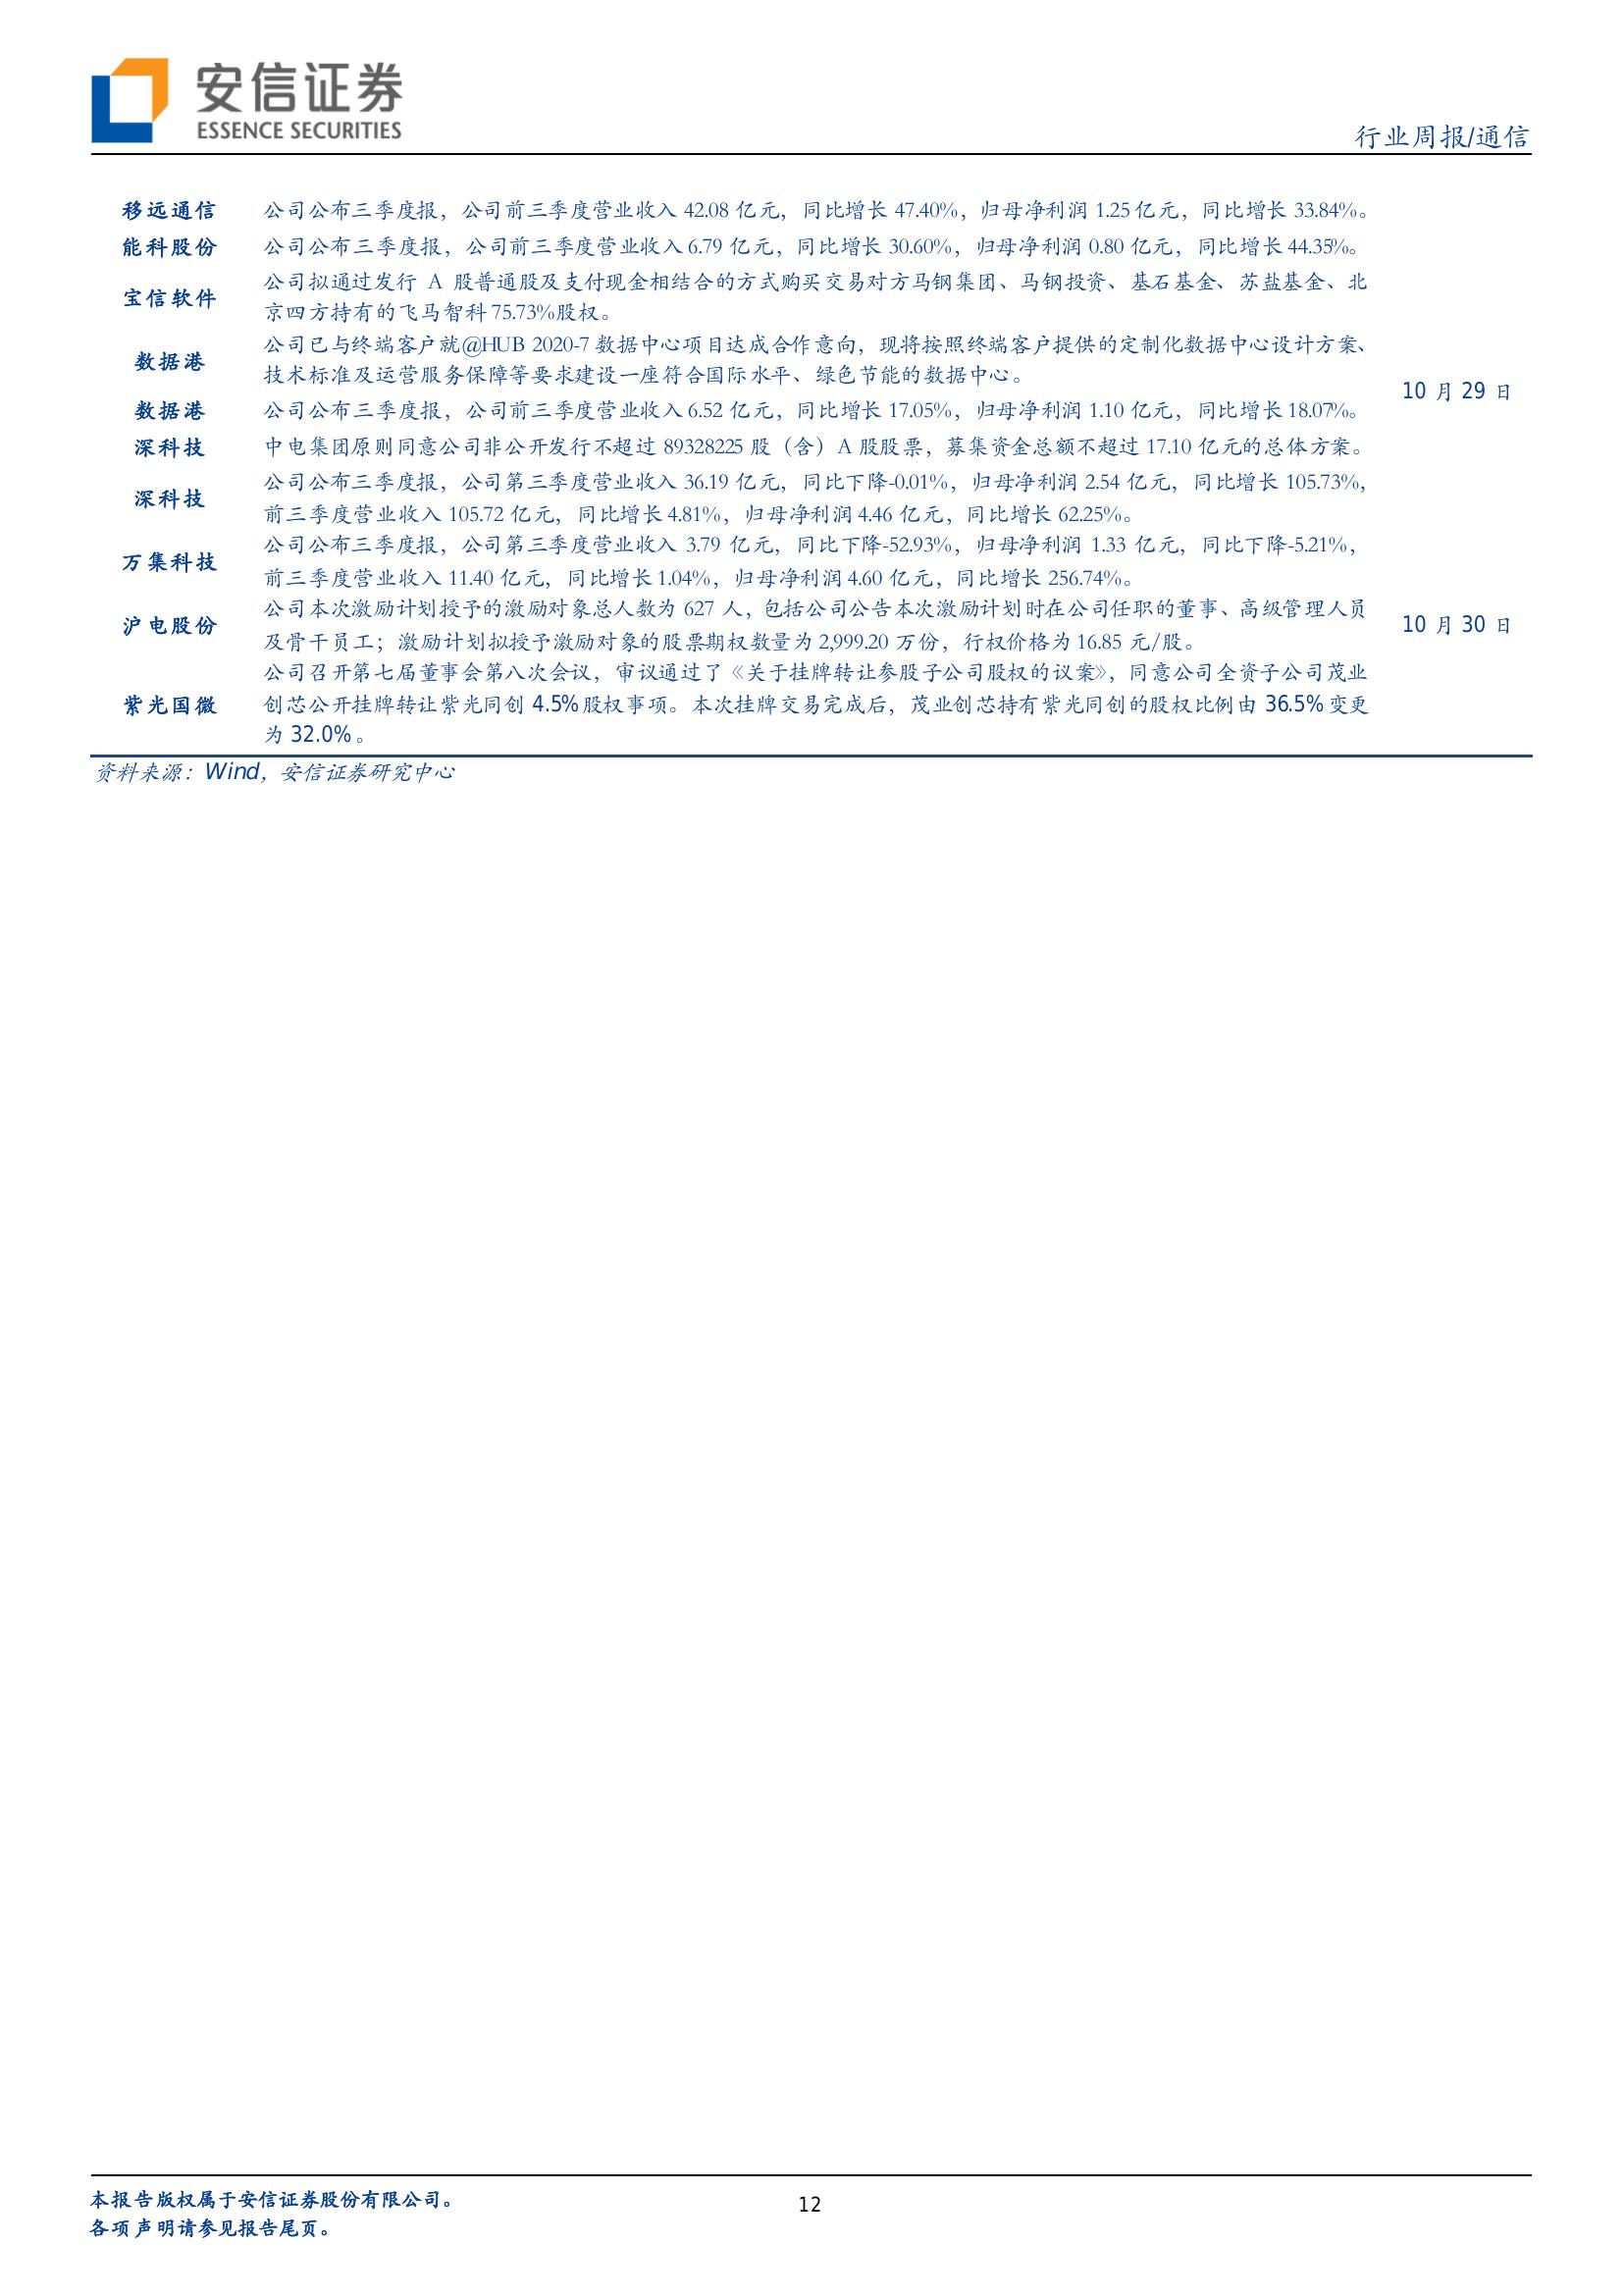 安信证券
ESSENCE SECURITIES
行业周报/通信
移远通信 公司公布三季度报，公司前三季度营业收入 42.08 亿元，同比增长 47.40%，归母净利润 1.25 亿元，同比增长 33.84%。
能科股份 公司公布三季度报，公司前三季度营业收入 6.79 亿元，同比增长 30.60%，归母净利润 0.80 亿元，同比增长 44.35%。
宝信软件 公司拟通过发行 A 股普通股及支付现金相结合的方式购买交易对方马钢集团、马钢投资、基石基金、苏盐基金、北
京四方持有的飞马智科 75.73%股权。
数据港 公司已与终端客户就@HUB 2020-7 数据中心项目达成合作意向，现将按照终端客户提供的定制化数据中心设计方案、
技术标准及运营服务保障等要求建设一座符合国际水平、绿色节能的数据中心。
10 月 29 日
数据港 公司公布三季度报，公司前三季度营业收入 6.52 亿元，同比增长 17.05%，归母净利润 1.10 亿元，同比增长 18.07%。
深科技 中电集团原则同意公司非公开发行不超过 89328225 股（含）A 股股票，募集资金总额不超过 17.10 亿元的总体方案。
深科技 公司公布三季度报，公司第三季度营业收入 36.19 亿元，同比下降-0.01%，归母净利润 2.54 亿元，同比增长 105.73%，
前三季度营业收入 105.72 亿元，同比增长 4.81%，归母净利润 4.46 亿元，同比增长 62.25%。
万集科技 公司公布三季度报，公司第三季度营业收入 3.79 亿元，同比下降-52.93%，归母净利润 1.33 亿元，同比下降-5.21%，
前三季度营业收入 11.40 亿元，同比增长 1.04%，归母净利润 4.60 亿元，同比增长 256.74%。
沪电股份 公司本次激励计划授予的激励对象总人数为 627 人，包括公司公告本次激励计划时在公司任职的董事、高级管理人员
及骨干员工；激励计划拟授予激励对象的股票期权数量为 2,999.20 万份，行权价格为 16.85 元/股。
10 月 30 日
紫光国微 公司召开第七届董事会第八次会议，审议通过了《关于挂牌转让参股子公司股权的议案》，同意公司全资子公司茂业
创芯公开挂牌转让紫光同创 4.5%股权事项。本次挂牌交易完成后，茂业创芯持有紫光同创的股权比例由 36.5%变更
为 32.0%。
资料来源：Wind，安信证券研究中心
本报告版权属于安信证券股份有限公司。
各项声明请参见报告尾页。
12